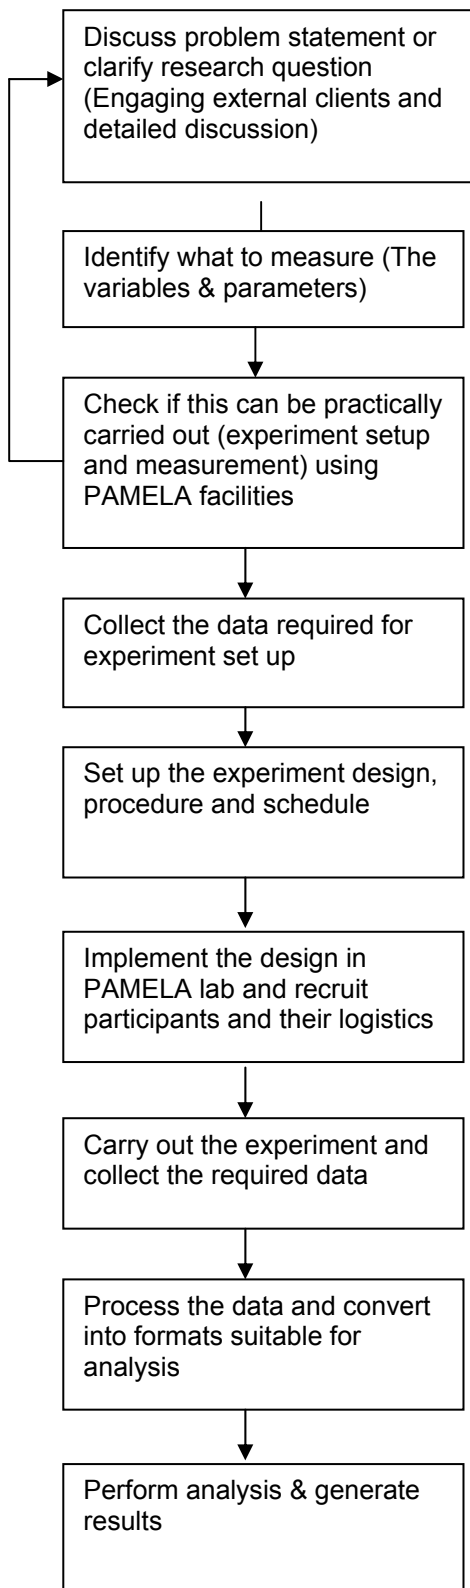 Discuss problem statement or
clarify research question
(Engaging external clients and
detailed discussion)
Identify what to measure (The
variables & parameters)
Check if this can be practically
carried out (experiment setup
and measurement) using
PAMELA facilities
Collect the data required for
experiment set up
Set up the experiment design,
procedure and schedule
Implement the design in
PAMELA lab and recruit
participants and their logistics
Carry out the experiment and
collect the required data
Process the data and convert
into formats suitable for
analysis
Perform analysis & generate
results